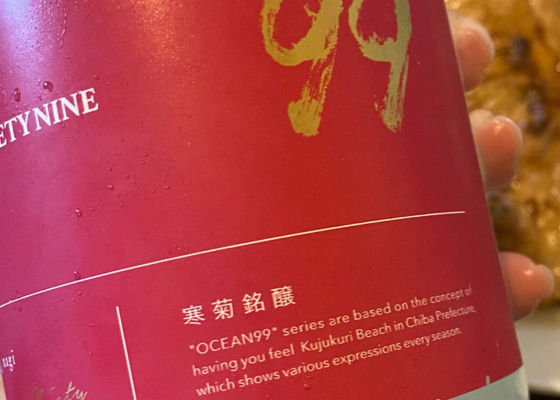 99
ETYNINE
寒菊銘醸
"OCEAN99" series are based on the concept of
having you feel Kujukuri Beach in Chiba Prefecture,
which shows various expressions every season.
nagi